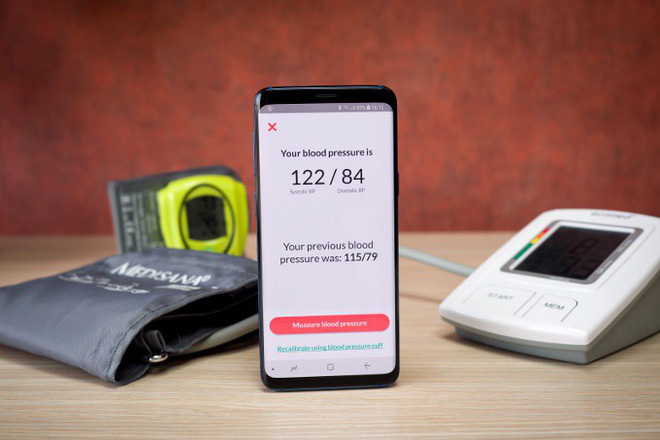 Your blood pressure is
122 / 84
Systolic BP Diastolic BP
Your previous blood
pressure was: 115/79
Measure blood pressure
Recalibrate using blood pressure cuff
MEDISANA®
ecomed
START
MEM